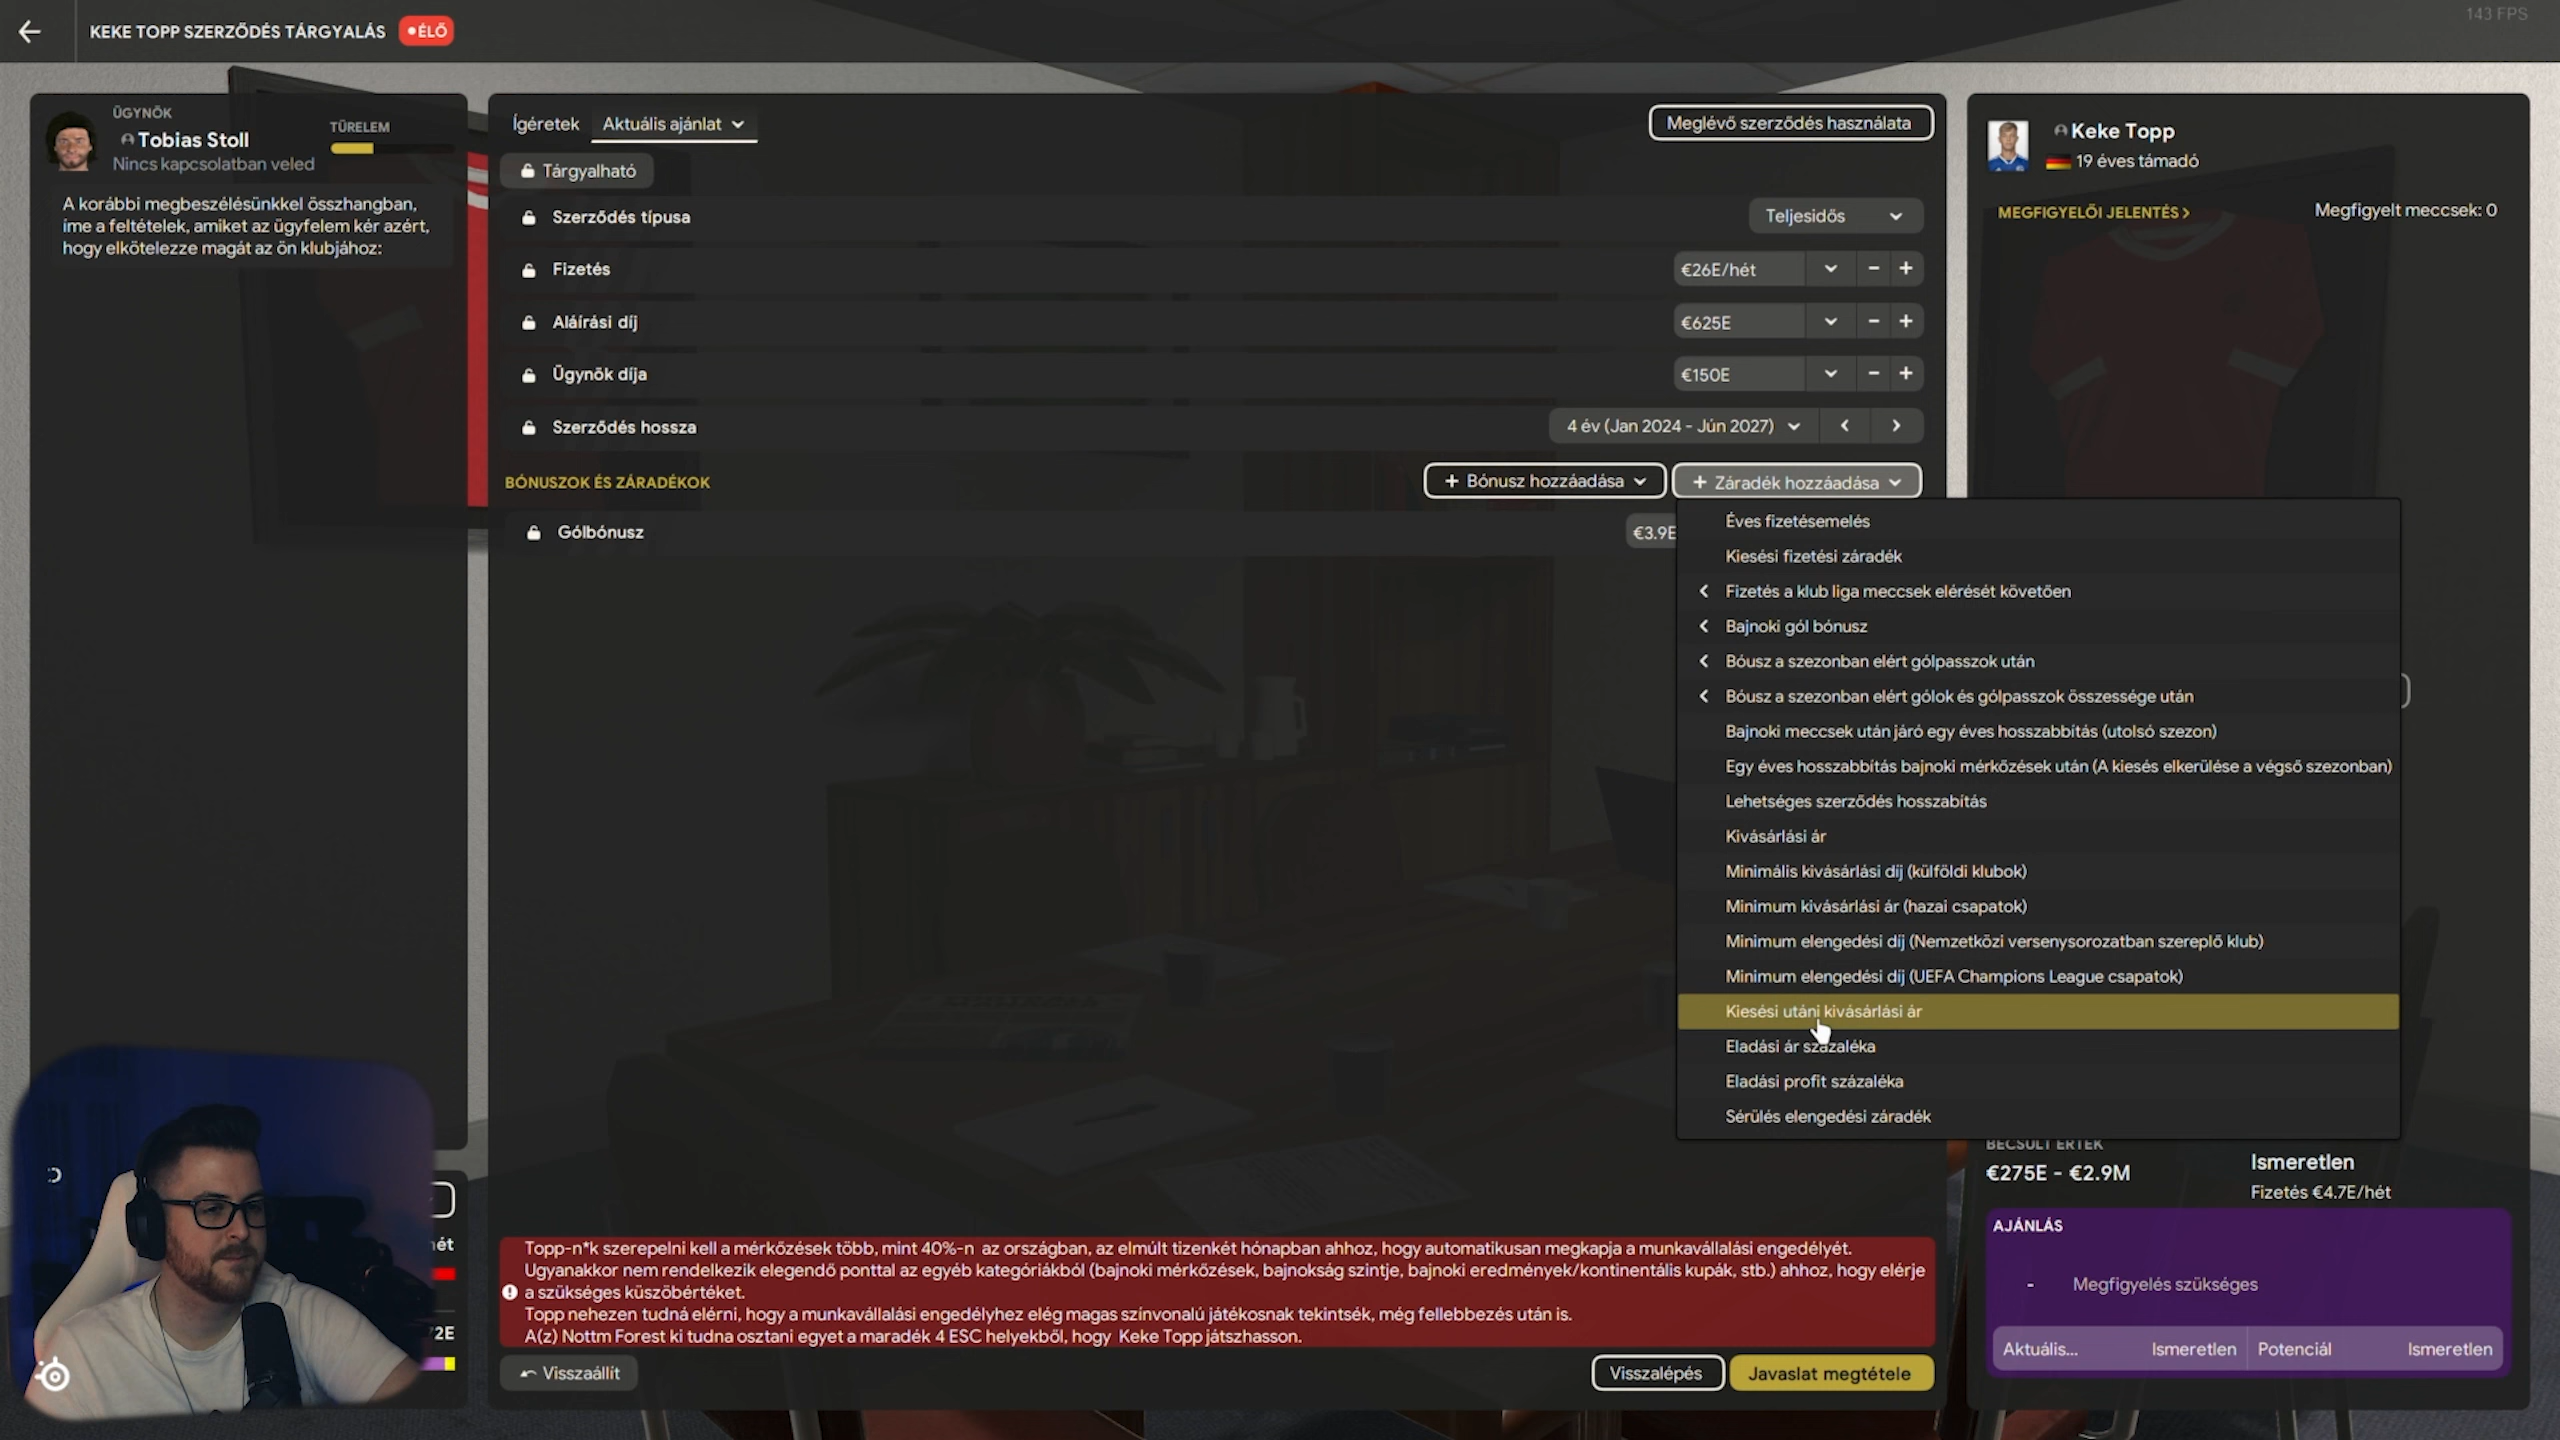 143 FPS
KEKE TOPP SZERZŐDÉS TÁRGYALÁS
ÉLŐ
ÜGYNÖK
Tobias Stoll
Nincs kapcsolatban veled
TÜRELEM
A korábbi megbeszélésünkkel összhangban,
íme a feltételek, amiket az ügyfelem kér azért,
hogy elkötelezze magát az ön klubjához:
Ígéretek
Aktuális ajánlat
Meglévő szerződés használata
Tárgyalható
Szerződés típusa
Teljesidős
Fizetés
€26E/hét
Aláírási díj
€625E
Ügynök díja
€150E
Szerződés hossza
4 év (Jan 2024 - Jún 2027)
BÓNUSZOK ÉS ZÁRADÉKOK
+ Bónusz hozzáadása
+ Záradék hozzáadása
Gólbónusz
€3.9E
Éves fizetésemelés
Kiesési fizetési záradék
Fizetés a klub liga meccsek elérését követően
Bajnoki gól bónusz
Bóusz a szezonban elért gólpasszok után
Bóusz a szezonban elért gólok és gólpasszok összessége után
Bajnoki meccsek után járó egy éves hosszabbítás (utolsó szezon)
Egy éves hosszabbítás bajnoki mérkőzések után (A kiesés elkerülése a végső szezonban)
Lehetséges szerződés hosszabítás
Kivásárlási ár
Minimális kivásárlási díj (külföldi klubok)
Minimum kivásárlási ár (hazai csapatok)
Minimum elengedési díj (Nemzetközi versenysorozatban szereplő klub)
Minimum elengedési díj (UEFA Champions League csapatok)
Kiesési utáni kivásárlási ár
Eladási ár százaléka
Eladási profit százaléka
Sérülés elengedési záradék
Keke Topp
19 éves támadó
MEGFIGYELŐI JELENTÉS
Megfigyelt meccsek: 0
BECSÜLT ÉRTÉK
€275E - €2.9M
Ismeretlen
Fizetés €4.7E/hét
AJÁNLÁS
- Megfigyelés szükséges
Aktuális...
Ismeretlen
Potenciál
Ismeretlen
Topp-n*k szerepelni kell a mérkőzések több, mint 40%-n az országban, az elmúlt tizenkét hónapban ahhoz, hogy automatikusan megkapja a munkavállalási engedélyét.
Ugyanakkor nem rendelkezik elegendő ponttal az egyéb kategóriákból (bajnoki mérkőzések, bajnokság szintje, bajnoki eredmények/kontinentális kupák, stb.) ahhoz, hogy elérje
a szükséges küszöbértéket.
Topp nehezen tudná elérni, hogy a munkavállalási engedélyhez elég magas színvonalú játékosnak tekintsék, még fellebbezés után is.
A(z) Nottm Forest ki tudna osztani egyet a maradék 4 ESC helyekből, hogy Keke Topp játszhasson.
Visszaállít
Visszalépés
Javaslat megtétele